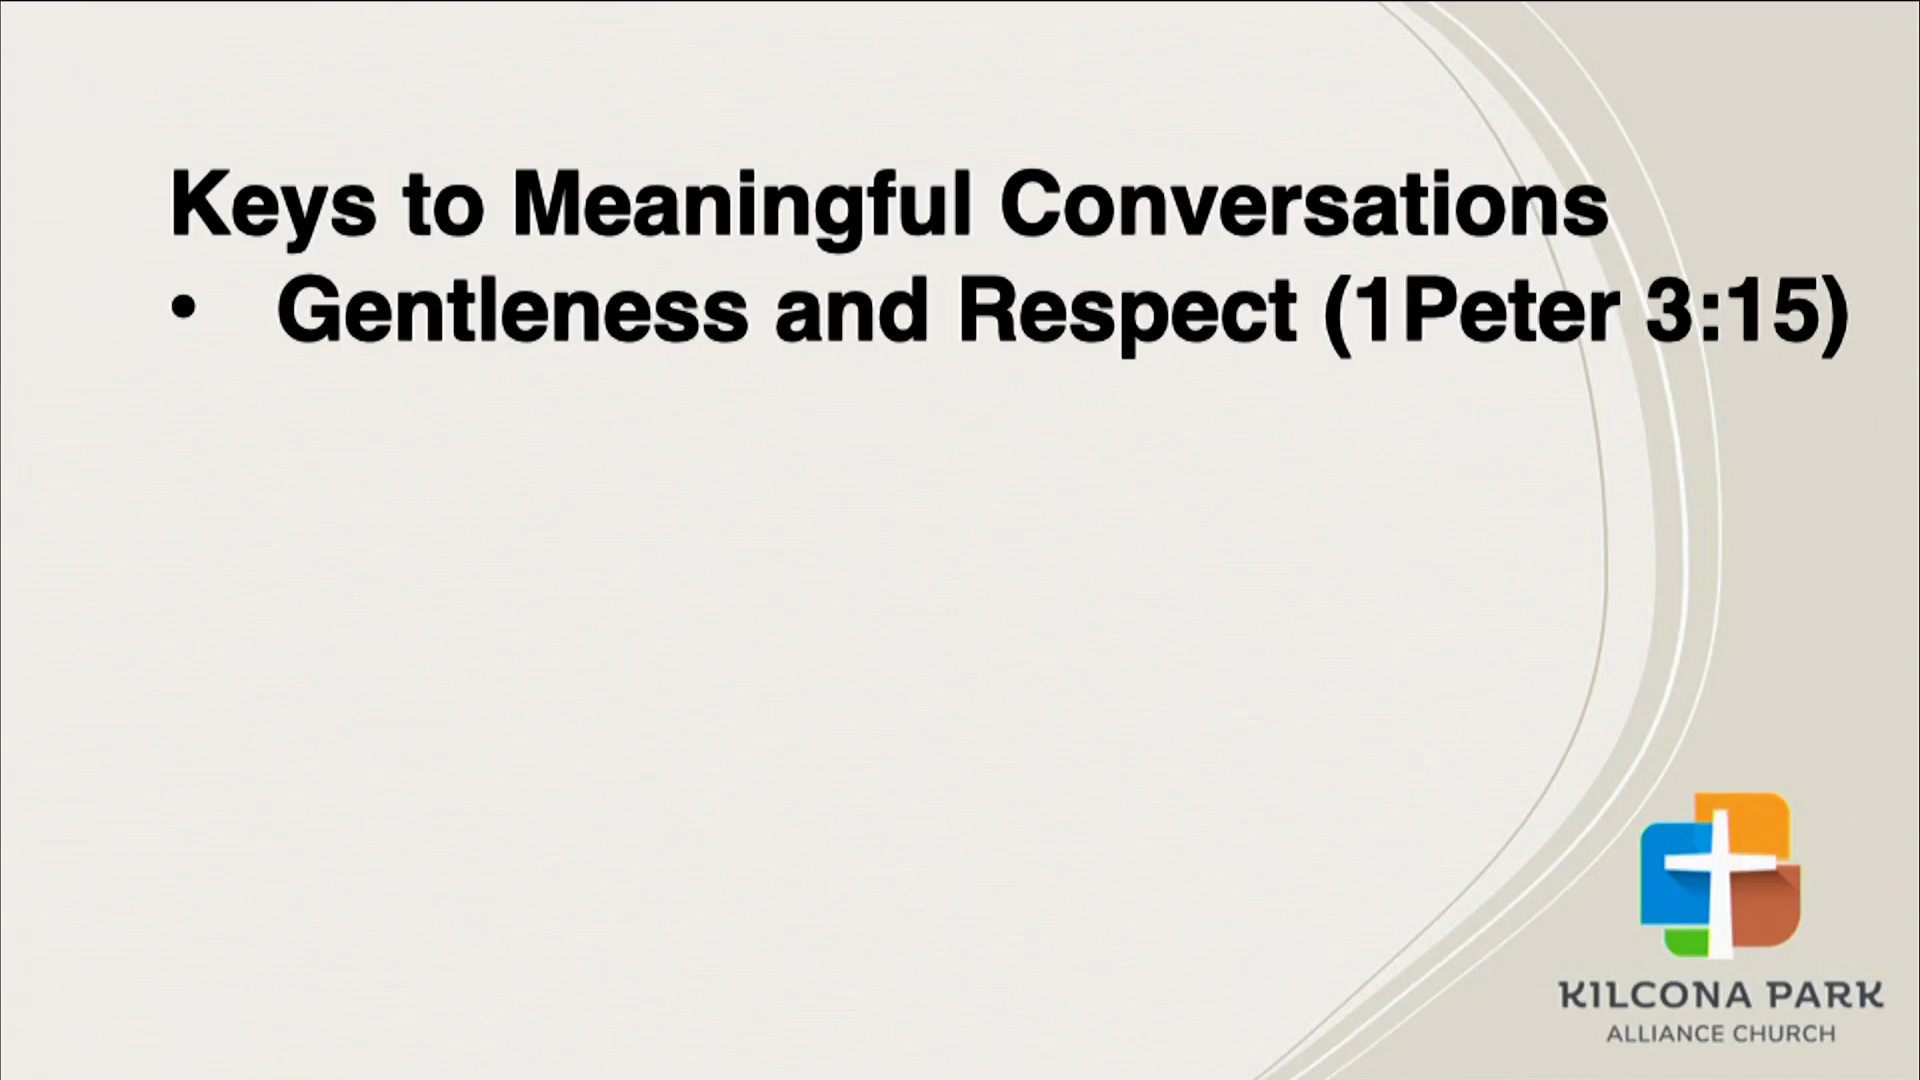 Keys to Meaningful Conversations
• Gentleness and Respect (1Peter 3:15)
KILCONA PARK
ALLIANCE CHURCH